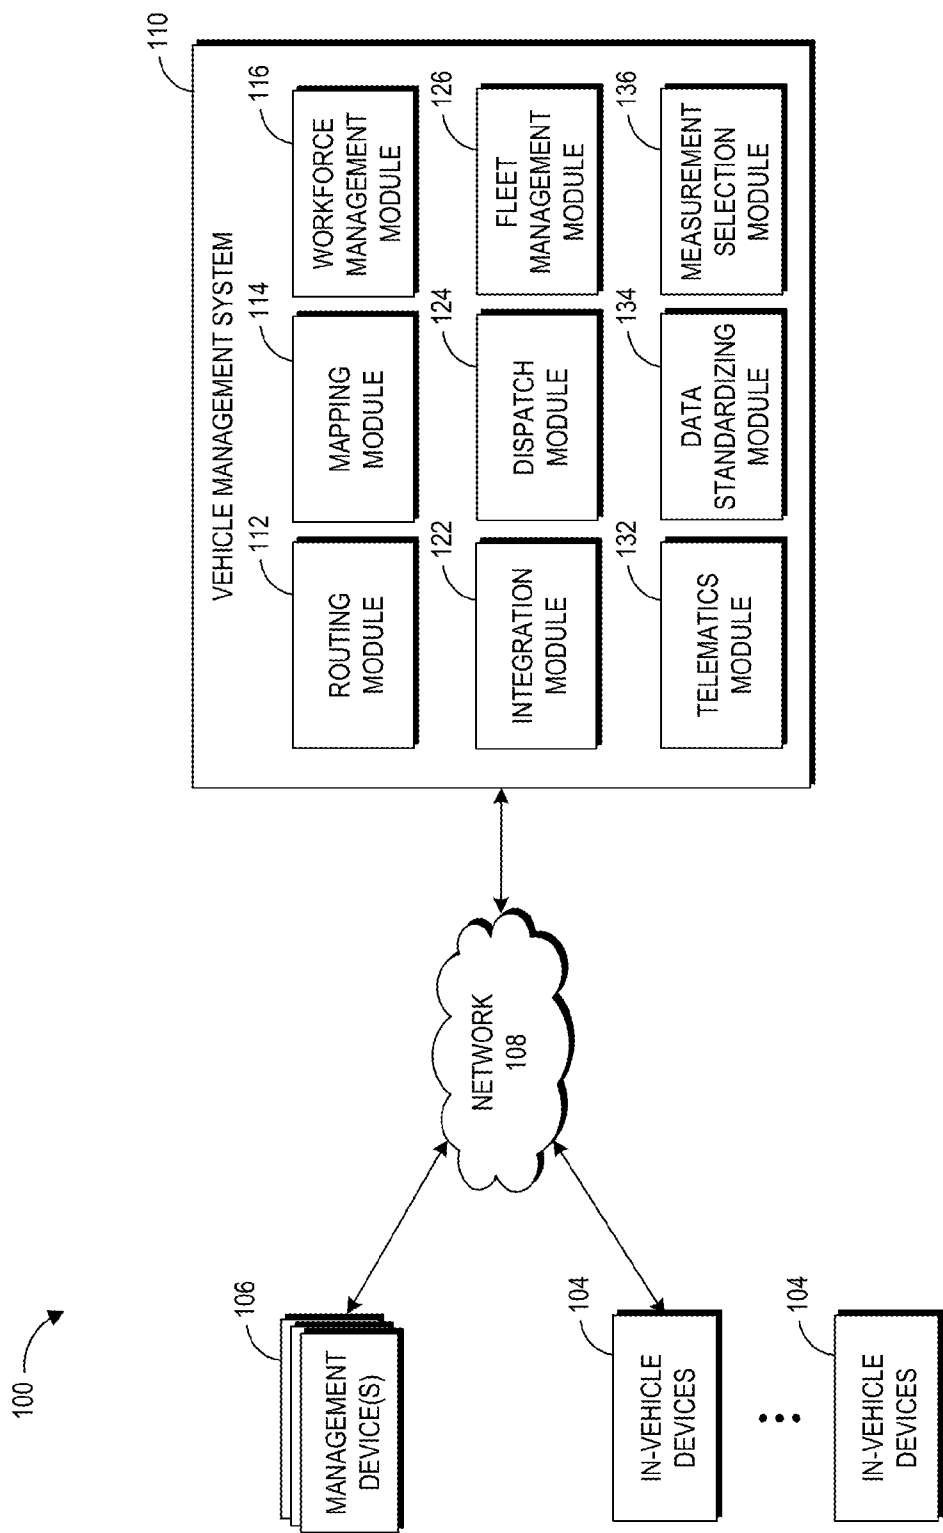 100
106
MANAGEMENT
DEVICE(S)
104
IN-VEHICLE
DEVICES
104
IN-VEHICLE
DEVICES
NETWORK
108
110
VEHICLE MANAGEMENT SYSTEM
112
ROUTING
MODULE
114
MAPPING
MODULE
116
WORKFORCE
MANAGEMENT
MODULE
122
INTEGRATION
MODULE
124
DISPATCH
MODULE
126
FLEET
MANAGEMENT
MODULE
132
TELEMATICS
MODULE
134
DATA
STANDARDIZING
MODULE
136
MEASUREMENT
SELECTION
MODULE